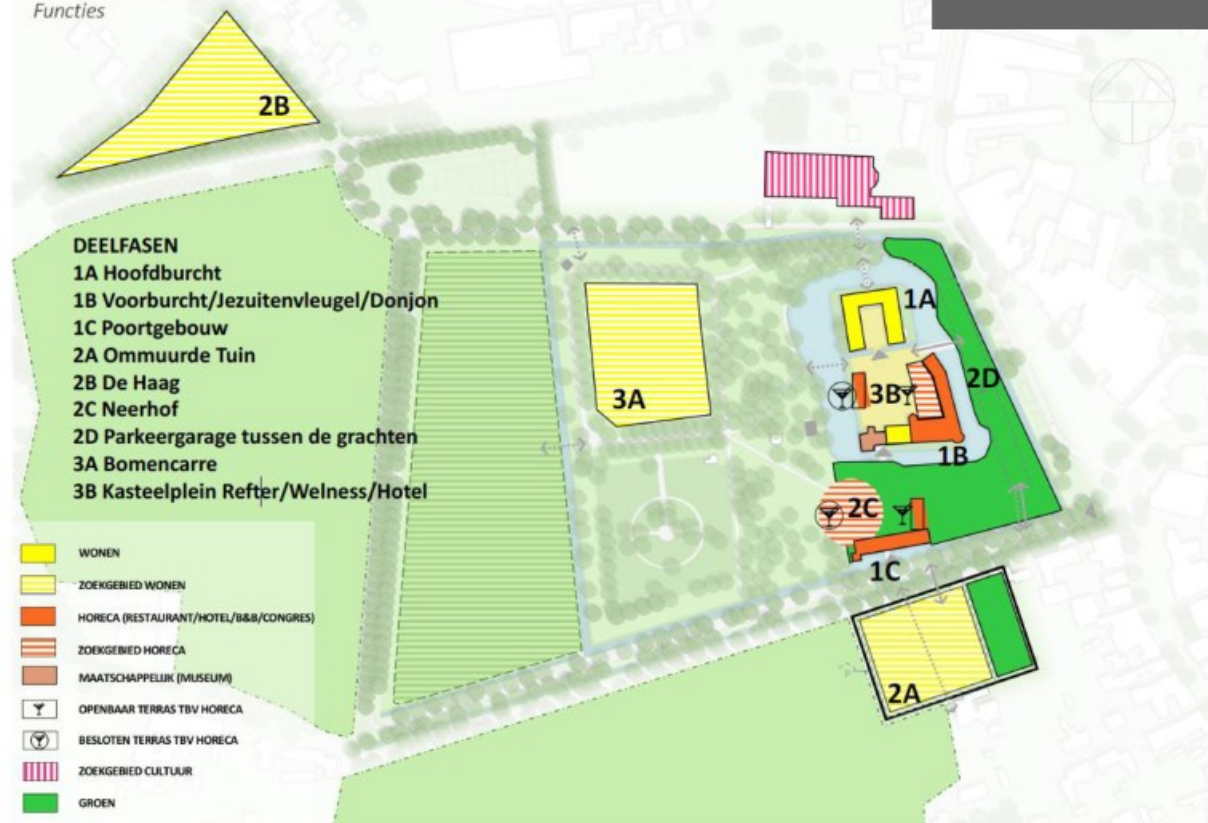 Functies
2B
DEELFASEN
1A Hoofdburcht
1B Voorburcht/Jezuitenvleugel/Donjon
1C Poortgebouw
2A Ommuurde Tuin
2B De Haag
2C Neerhof
2D Parkeergarage tussen de grachten
3A Bomencarre
3B Kasteelplein Refter/Welness/Hotel
1A
2D
3A
3B
1B
2C
1C
2A
WONEN
ZOEKGEBIED WONEN
HORECA (RESTAURANT/HOTEL/B&B/CONGRES)
ZOEKGEBIED HORECA
MAATSCHAPPELIJK (MUSEUM)
OPENBAAR TERRAS TBV HORECA
BESLOTEN TERRAS TBV HORECA
ZOEKGEBIED CULTUUR
GROEN